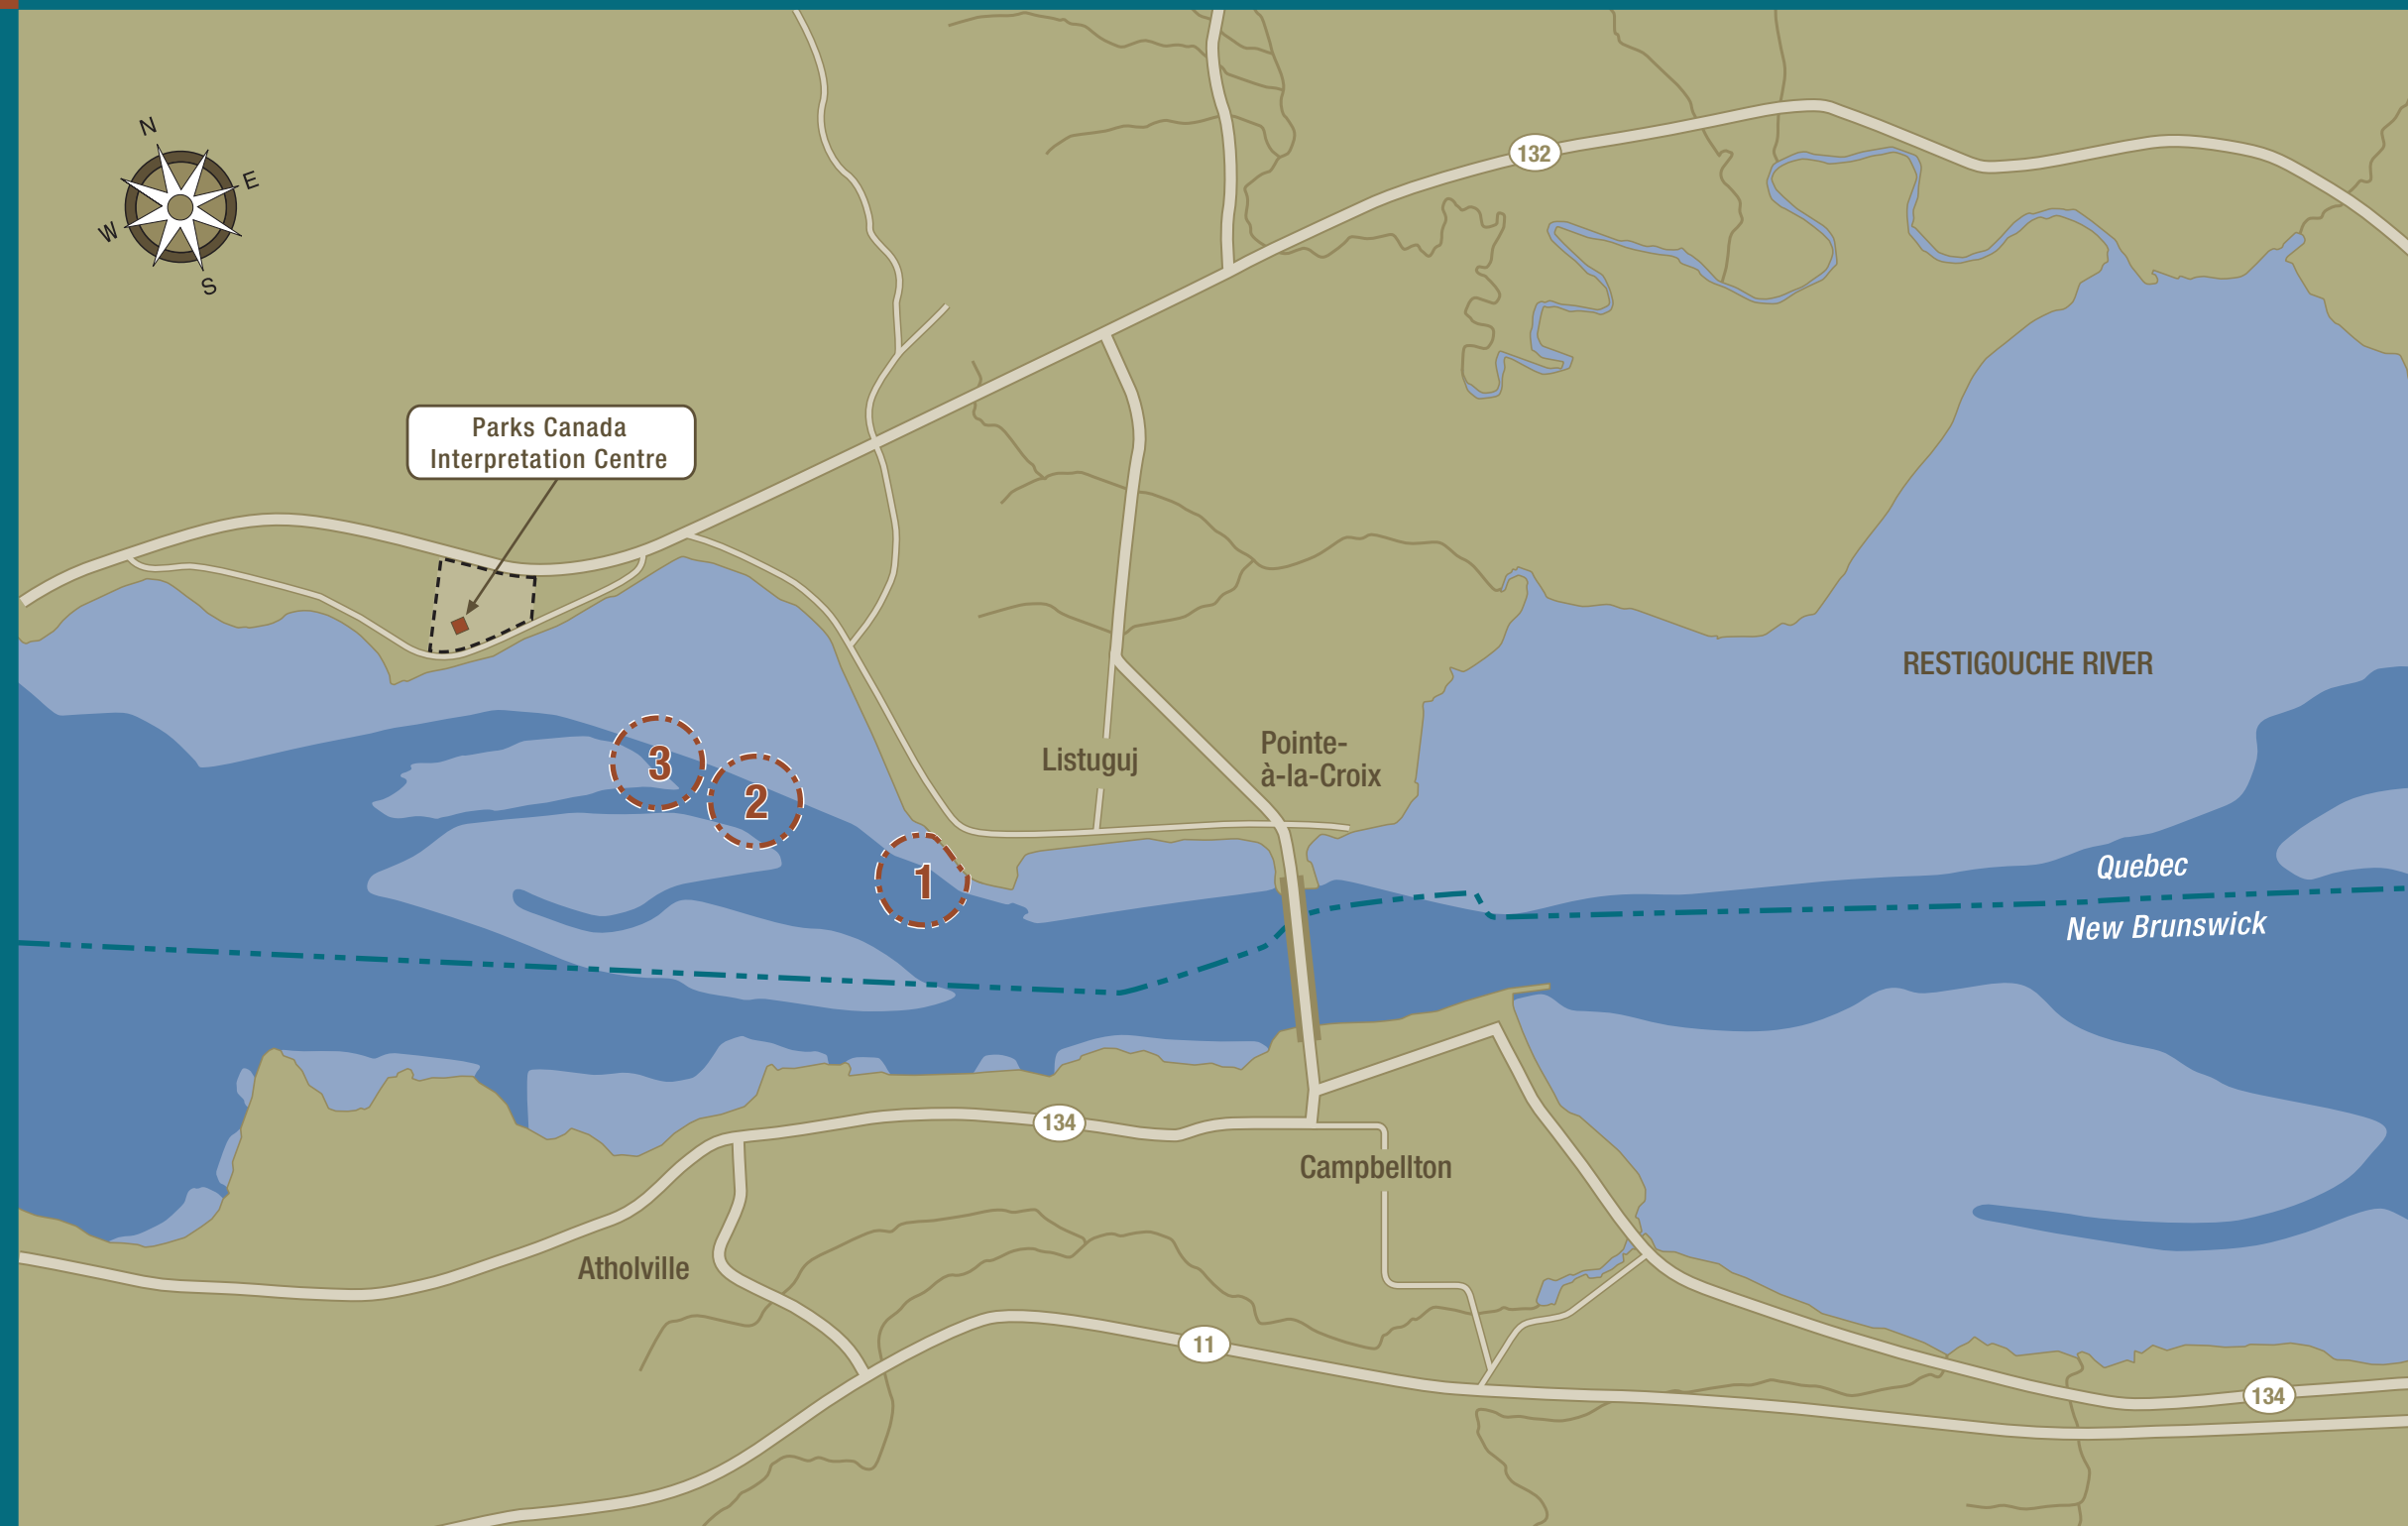 N
E
W
S
132
Parks Canada
Interpretation Centre
RESTIGOUCHE RIVER
3
2
1
Listuguj
Pointe-
à-la-Croix
Quebec
New Brunswick
134
Campbellton
Atholville
11
134